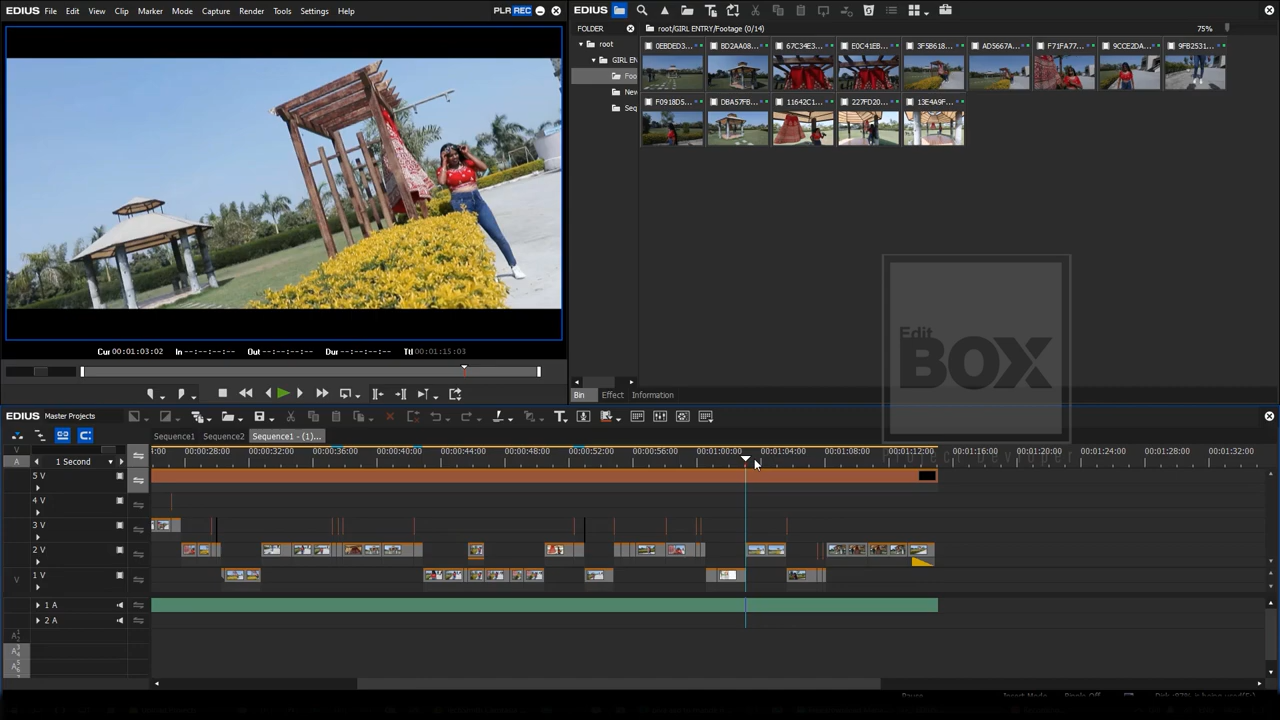 EDIUS File Edit View Clip Marker Mode Capture Render Tools Settings Help PLR REC
EDIUS
FOLDER root/GIRL ENTRY/Footage (0/14) 75%
root
GIRL EN
Foo
New
Seq
0EBDED3... BD2AA08... 67C34E3... E0C41EB... 3F5B618... AD5667A... F71FA77... 9CCE2DA... 9FB2531...
F0918D5... DBA57FB... 11642C1... 227FD20... 13E4A9F...
Edit
BOX
Project Developer
Cur 00:01:03:02 In --:--:--:-- Out --:--:--:-- Dur --:--:--:-- Ttl 00:01:15:03
Bin Effect Information
EDIUS Master Projects
Sequence1 Sequence2 Sequence1 - (1)...
V
A 1 Second
:00 00:00:28:00 00:00:32:00 00:00:36:00 00:00:40:00 00:00:44:00 00:00:48:00 00:00:52:00 00:00:56:00 00:01:00:00 00:01:04:00 00:01:08:00 00:01:12:00 00:01:16:00 00:01:20:00 00:01:24:00 00:01:28:00 00:01:32:00
5 V
4 V
3 V
2 V
1 V
V
1 A
2 A